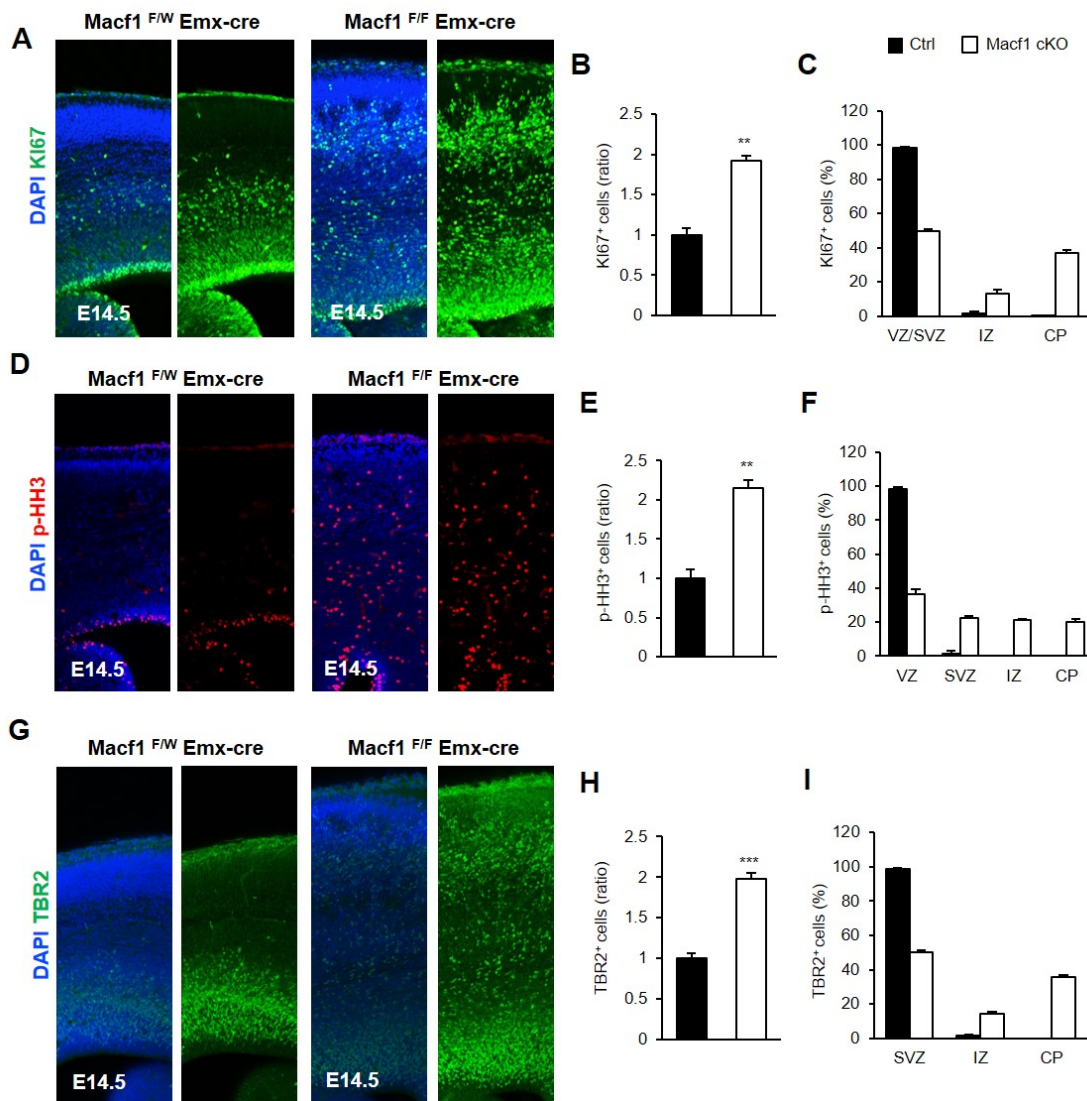 A
Macf1 F/W Emx-cre
Macf1 F/F Emx-cre
DAPI KI67
E14.5
E14.5
B
KI67+ cells (ratio)
2.5
2
1.5
1
0.5
0
**
Ctrl
Macf1 cKO
C
KI67+ cells (%)
120
100
80
60
40
20
0
VZ/SVZ
IZ
CP
D
Macf1 F/W Emx-cre
Macf1 F/F Emx-cre
DAPI p-HH3
E14.5
E14.5
E
p-HH3+ cells (ratio)
2.5
2
1.5
1
0.5
0
**
F
p-HH3+ cells (%)
120
100
80
60
40
20
0
VZ
SVZ
IZ
CP
G
Macf1 F/W Emx-cre
Macf1 F/F Emx-cre
DAPI TBR2
E14.5
E14.5
H
TBR2+ cells (ratio)
2.5
2
1.5
1
0.5
0
***
I
TBR2+ cells (%)
120
100
80
60
40
20
0
SVZ
IZ
CP